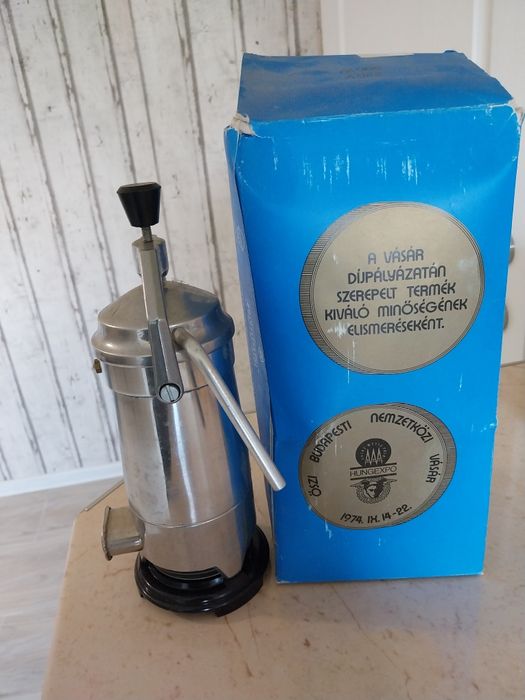 A VÁSÁR
DÍJPÁLYÁZATÁN
SZEREPELT TERMÉK
KIVÁLÓ MINŐSÉGÉNEK
ELISMERÉSEKÉNT.
ŐSZI BUDAPESTI NEMZETKÖZI VÁSÁR
HUNGEXPO
1974. IX. 14-22.